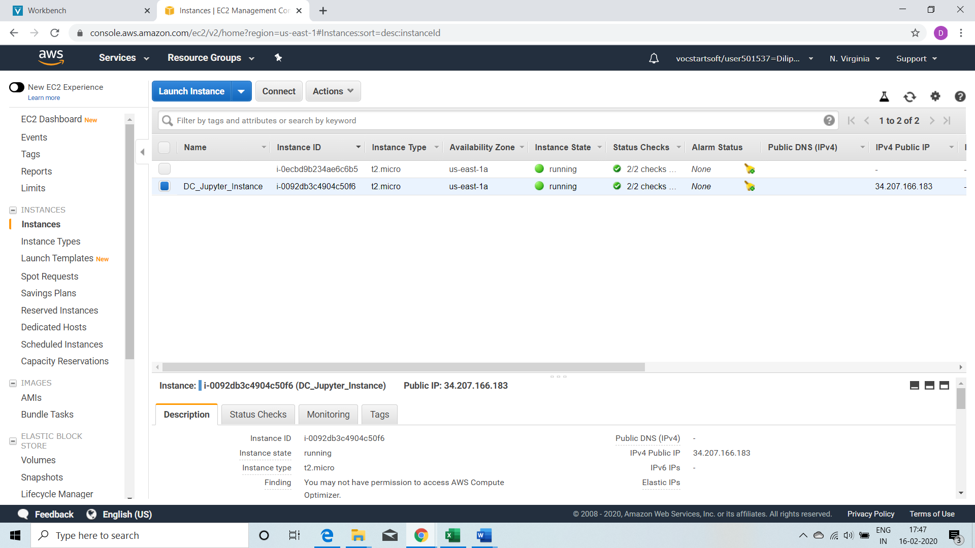 Workbench
Instances | EC2 Management Co
console.aws.amazon.com/ec2/v2/home?region=us-east-1#Instances:sort=desc:instanceId
D
aws
Services
Resource Groups
vocstartsoft/user501537=Dilip...
N. Virginia
Support
New EC2 Experience
Learn more
Launch Instance
Connect
Actions
Filter by tags and attributes or search by keyword
1 to 2 of 2
EC2 Dashboard New
Events
Tags
Reports
Limits
INSTANCES
Instances
Instance Types
Launch Templates New
Spot Requests
Savings Plans
Reserved Instances
Dedicated Hosts
Scheduled Instances
Capacity Reservations
IMAGES
AMIs
Bundle Tasks
ELASTIC BLOCK
STORE
Volumes
Snapshots
Lifecycle Manager
Name Instance ID Instance Type Availability Zone Instance State Status Checks Alarm Status Public DNS (IPv4) IPv4 Public IP
i-0ecbd9b234ae6c6b5 t2.micro us-east-1a running 2/2 checks ... None - -
DC_Jupyter_Instance i-0092db3c4904c50f6 t2.micro us-east-1a running 2/2 checks ... None 34.207.166.183 -
Instance: i-0092db3c4904c50f6 (DC_Jupyter_Instance) Public IP: 34.207.166.183
Description Status Checks Monitoring Tags
Instance ID i-0092db3c4904c50f6 Public DNS (IPv4) -
Instance state running IPv4 Public IP 34.207.166.183
Instance type t2.micro IPv6 IPs -
Finding You may not have permission to access AWS Compute Optimizer. Elastic IPs
Feedback English (US)
© 2008 - 2020, Amazon Web Services, Inc. or its affiliates. All rights reserved. Privacy Policy Terms of Use
Type here to search
ENG
IN
17:47
16-02-2020
3